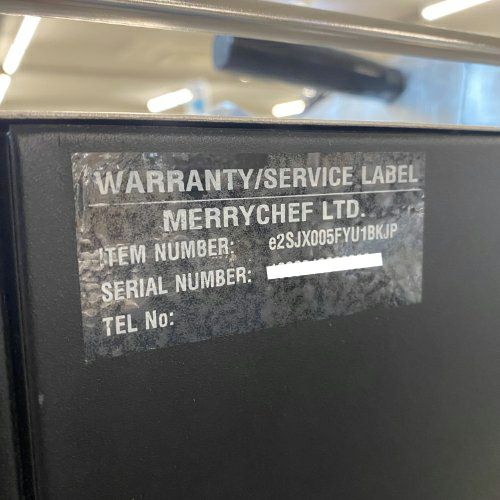 WARRANTY/SERVICE LABEL
MERRYCHEF LTD.
ITEM NUMBER: e2SJX005FYU1BKJP
SERIAL NUMBER:
TEL No: